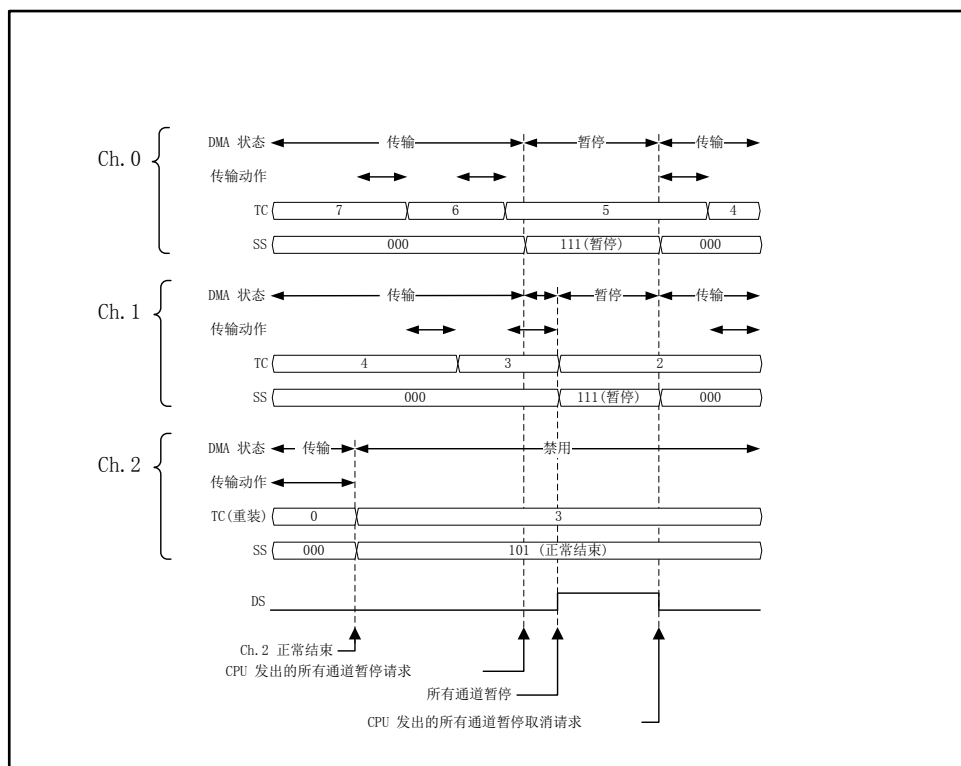 Ch. 0
DMA 状态 传输 暂停 传输
传输动作
TC 7 6 5 4
SS 000 111(暂停) 000
Ch. 1
DMA 状态 传输 暂停 传输
传输动作
TC 4 3 2
SS 000 111(暂停) 000
Ch. 2
DMA 状态 传输 禁用
传输动作
TC(重装) 0 3
SS 000 101 (正常结束)
DS
Ch.2 正常结束
CPU 发出的所有通道暂停请求
所有通道暂停
CPU 发出的所有通道暂停取消请求